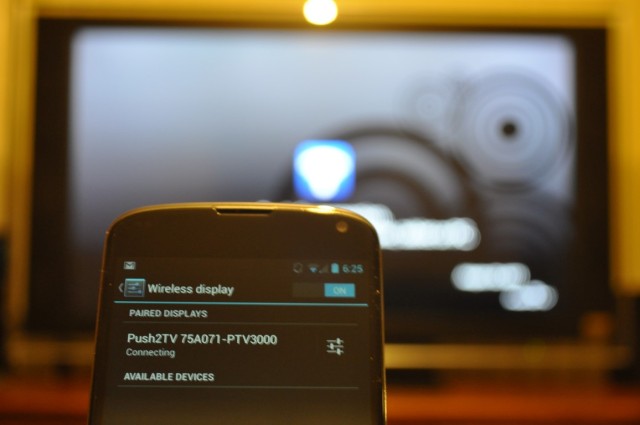 6:25
Wireless display
ON
PAIRED DISPLAYS
Push2TV 75A071-PTV3000
Connecting
AVAILABLE DEVICES